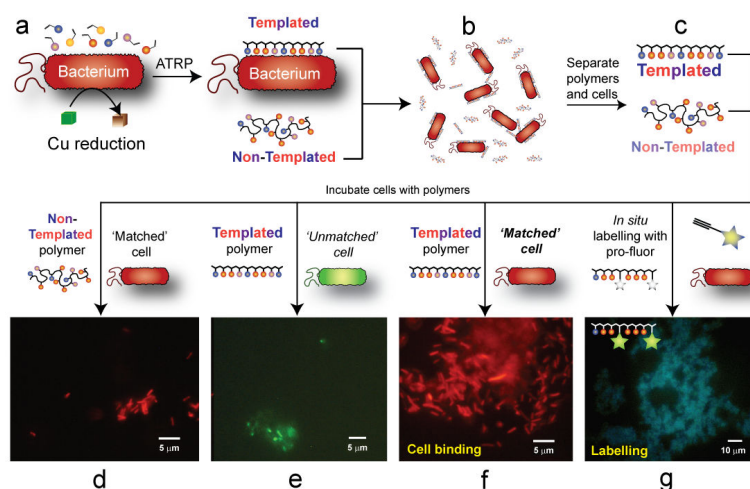 a
b
c
Bacterium
ATRP
Cu reduction
Templated
Bacterium
Non-Templated
Separate
polymers
and cells
Templated
Non-Templated
Incubate cells with polymers
Non-
Templated
polymer
'Matched'
cell
Templated
polymer
'Unmatched'
cell
Templated
polymer
'Matched'
cell
In situ
labelling with
pro-fluor
5 μm
5 μm
Cell binding
5 μm
Labelling
10 μm
d
e
f
g